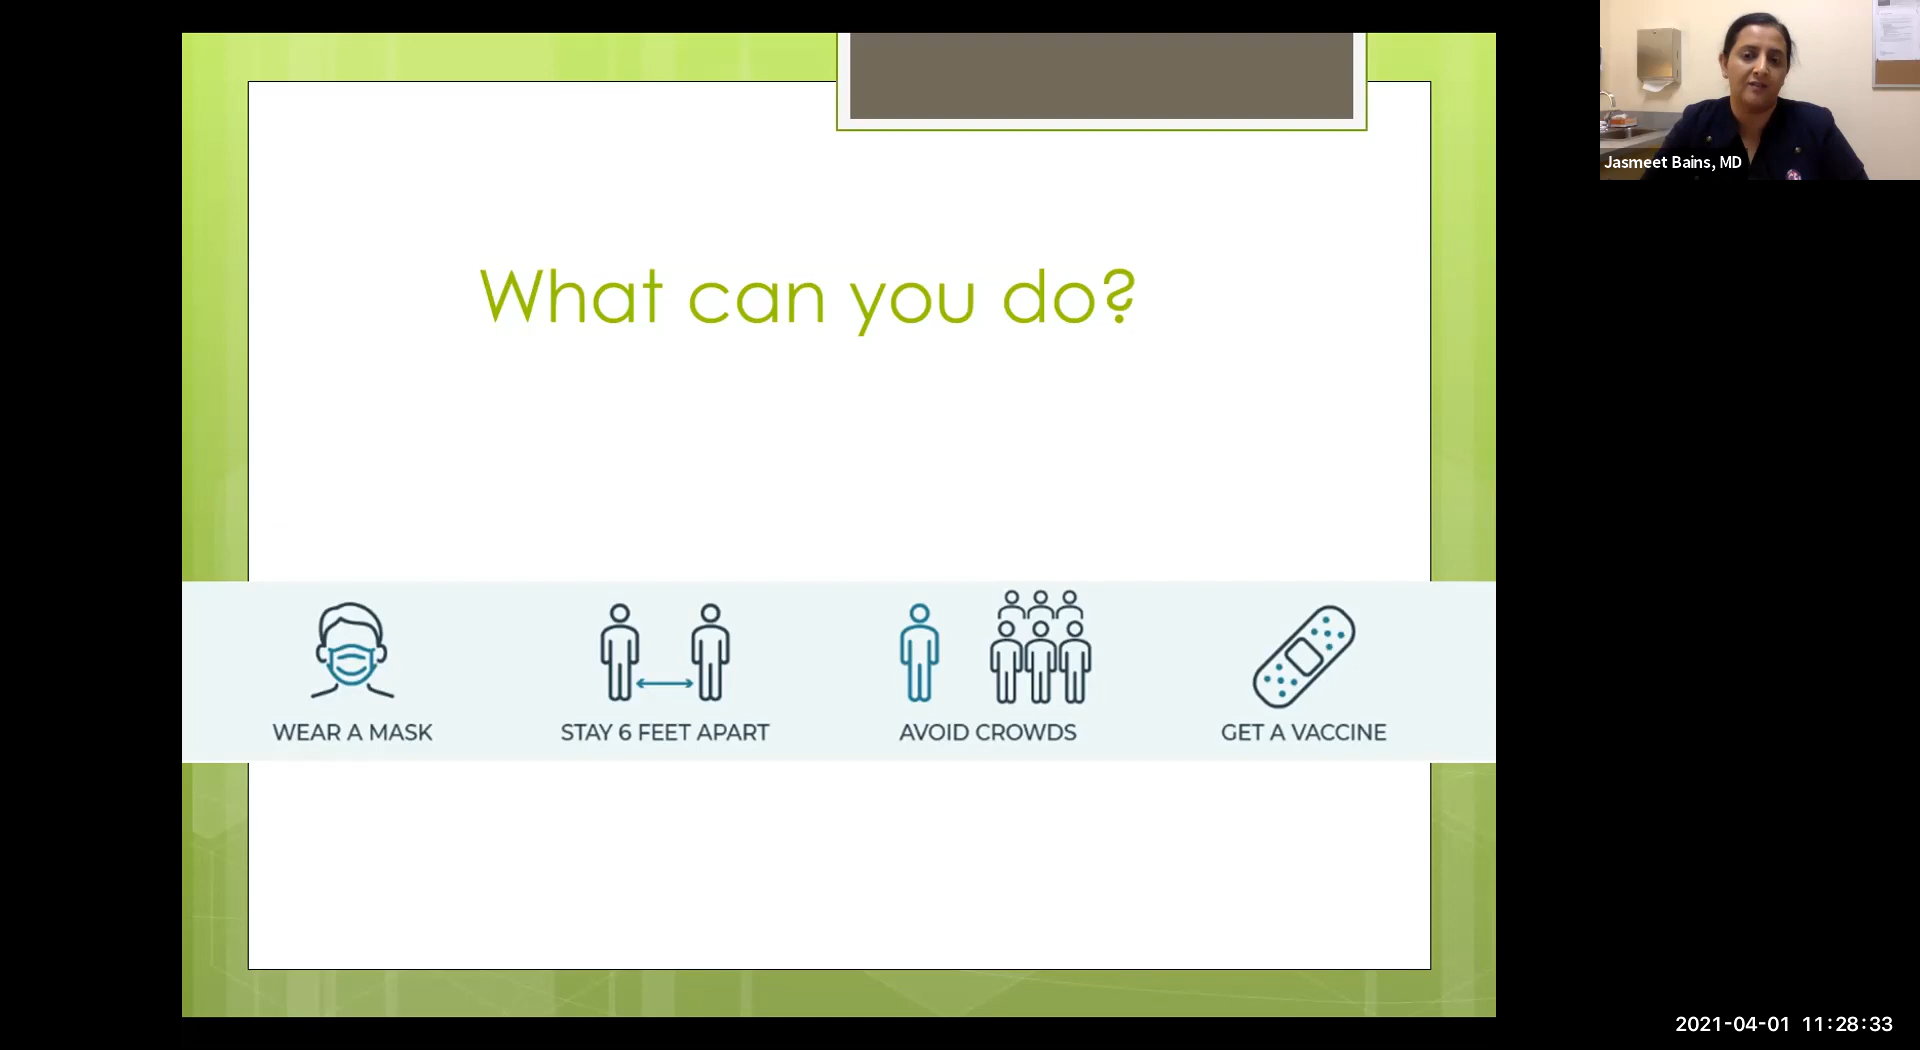 Jasmeet Bains, MD
What can you do?
WEAR A MASK
STAY 6 FEET APART
AVOID CROWDS
GET A VACCINE
2021-04-01 11:28:33